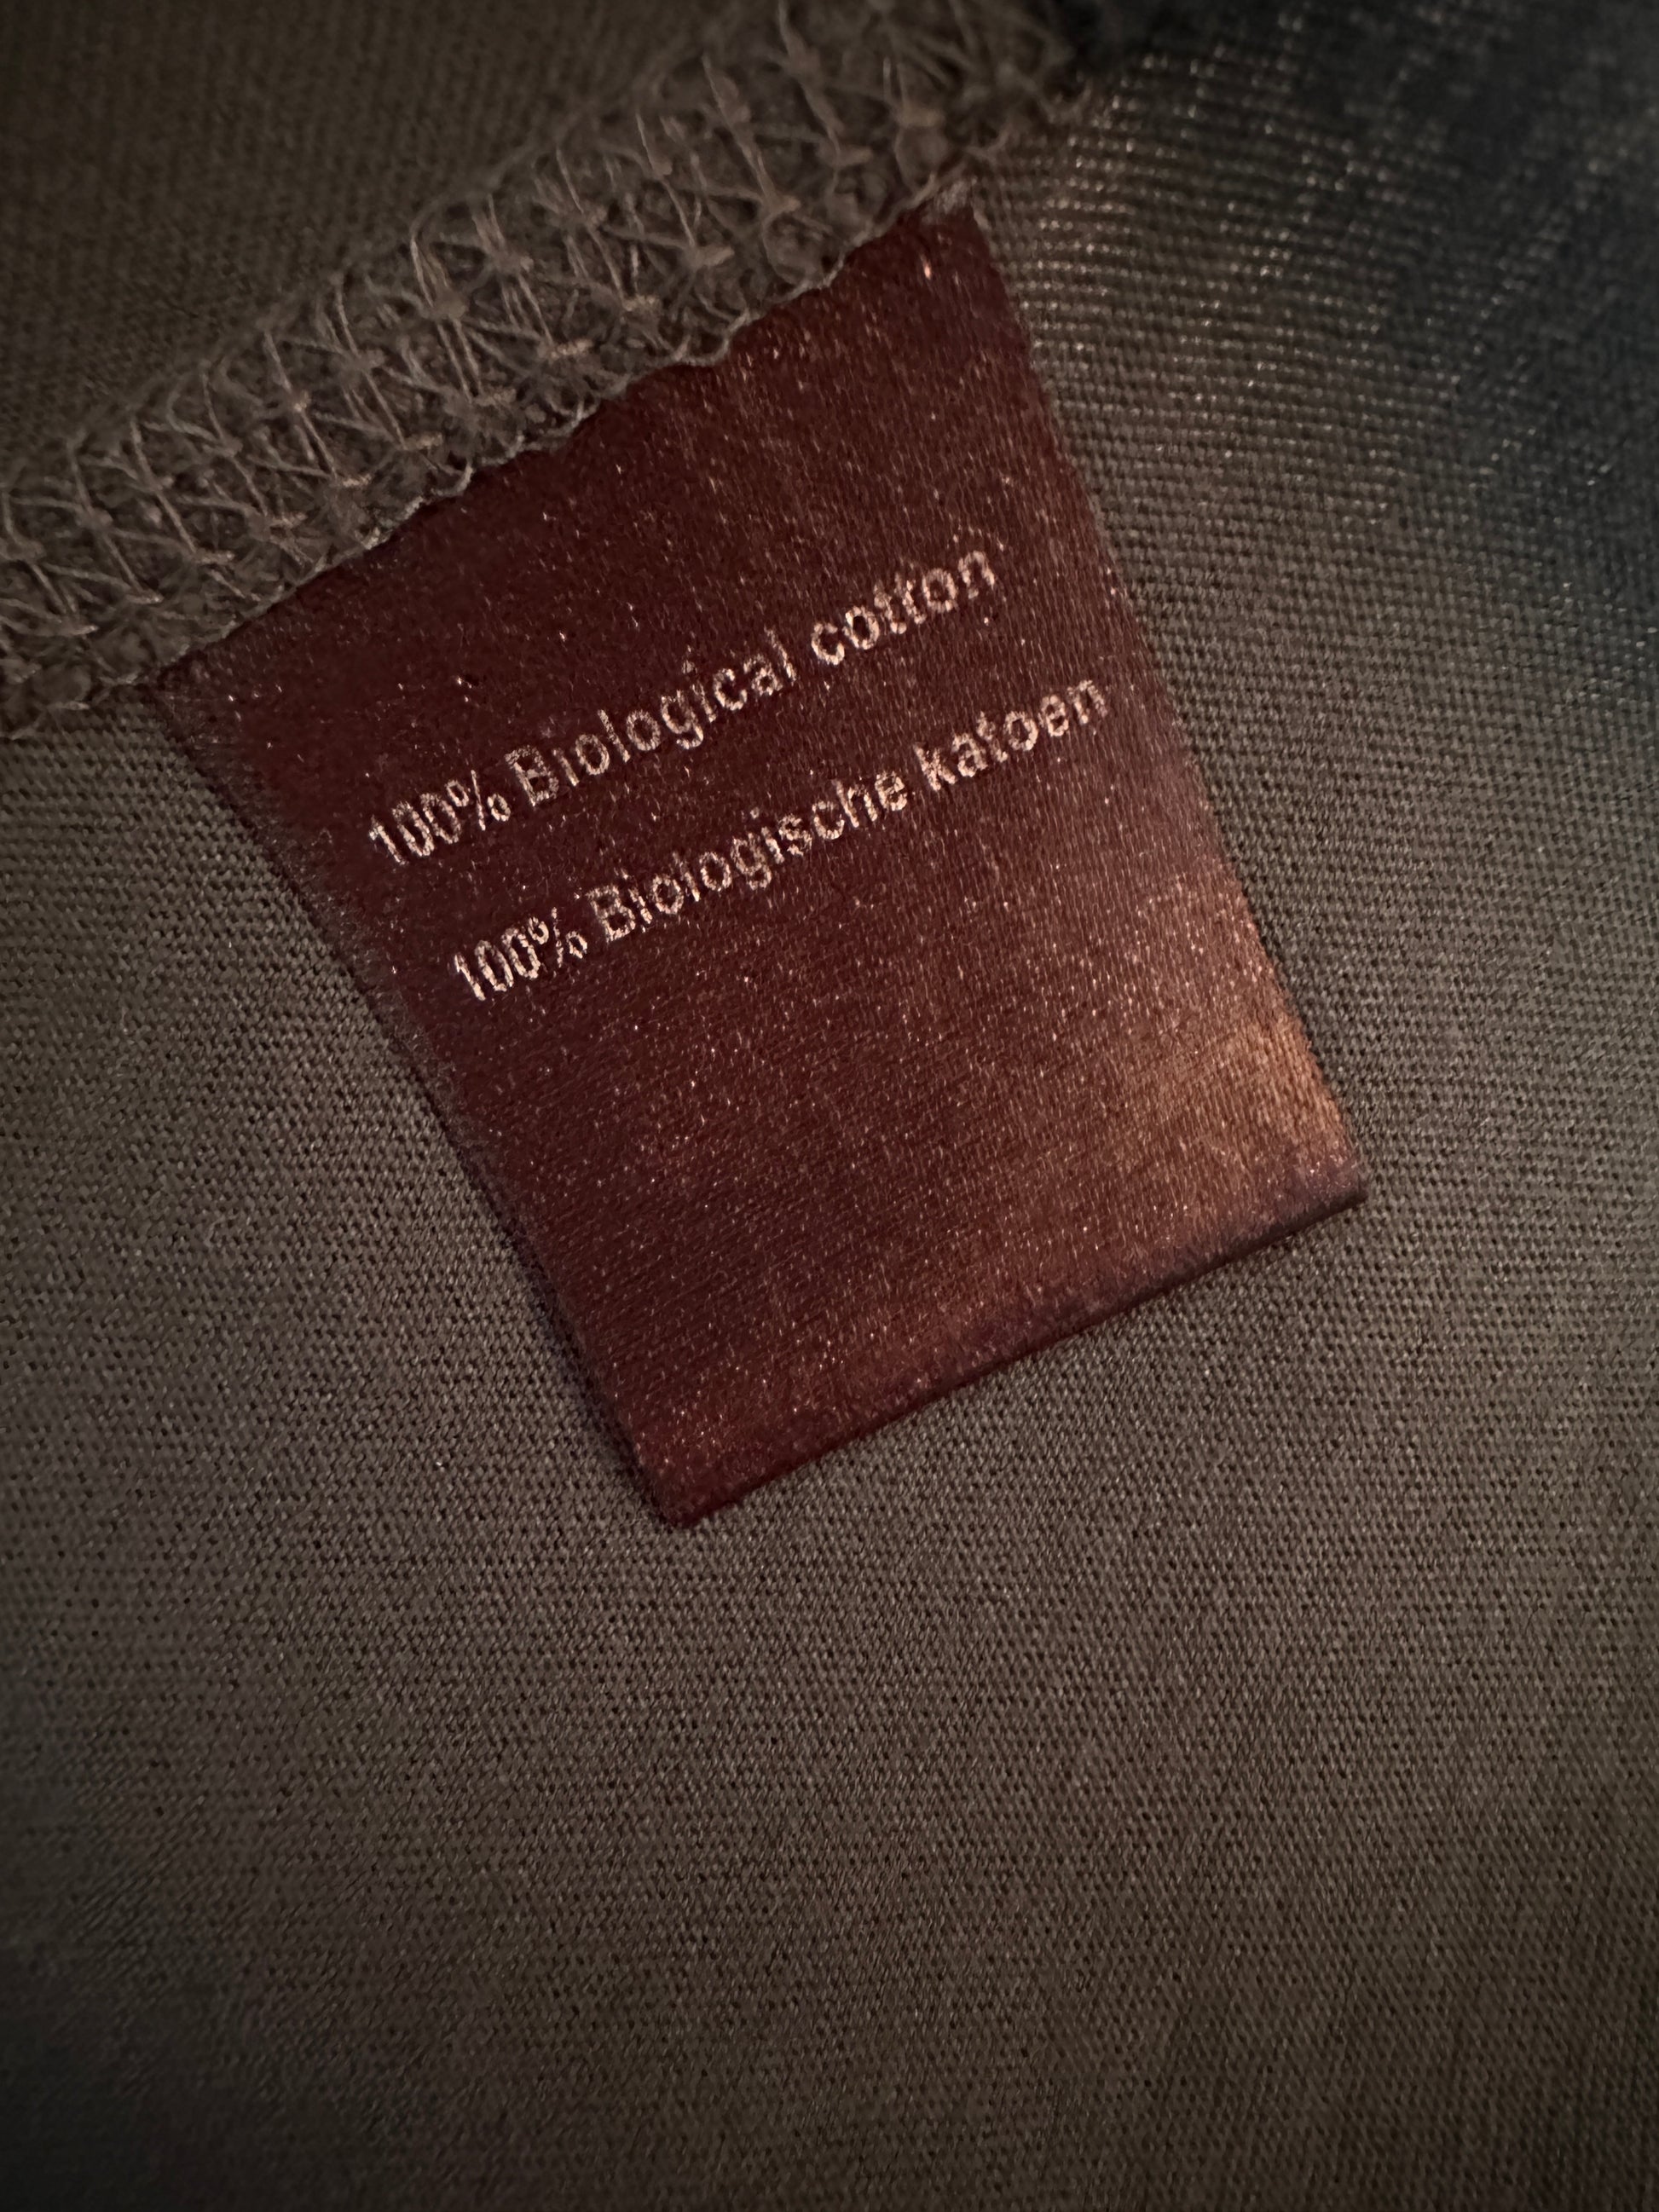 100% Biological cotton
100% Biologische katoen